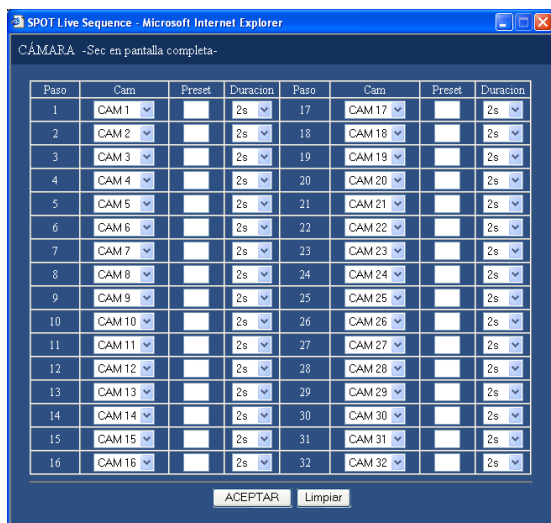 SPOT Live Sequence - Microsoft Internet Explorer
CÁMARA -Sec en pantalla completa-
Paso Cam Preset Duracion Paso Cam Preset Duracion
1 CAM 1 2s 17 CAM 17 2s
2 CAM 2 2s 18 CAM 18 2s
3 CAM 3 2s 19 CAM 19 2s
4 CAM 4 2s 20 CAM 20 2s
5 CAM 5 2s 21 CAM 21 2s
6 CAM 6 2s 22 CAM 22 2s
7 CAM 7 2s 23 CAM 23 2s
8 CAM 8 2s 24 CAM 24 2s
9 CAM 9 2s 25 CAM 25 2s
10 CAM 10 2s 26 CAM 26 2s
11 CAM 11 2s 27 CAM 27 2s
12 CAM 12 2s 28 CAM 28 2s
13 CAM 13 2s 29 CAM 29 2s
14 CAM 14 2s 30 CAM 30 2s
15 CAM 15 2s 31 CAM 31 2s
16 CAM 16 2s 32 CAM 32 2s
ACEPTAR Limpiar